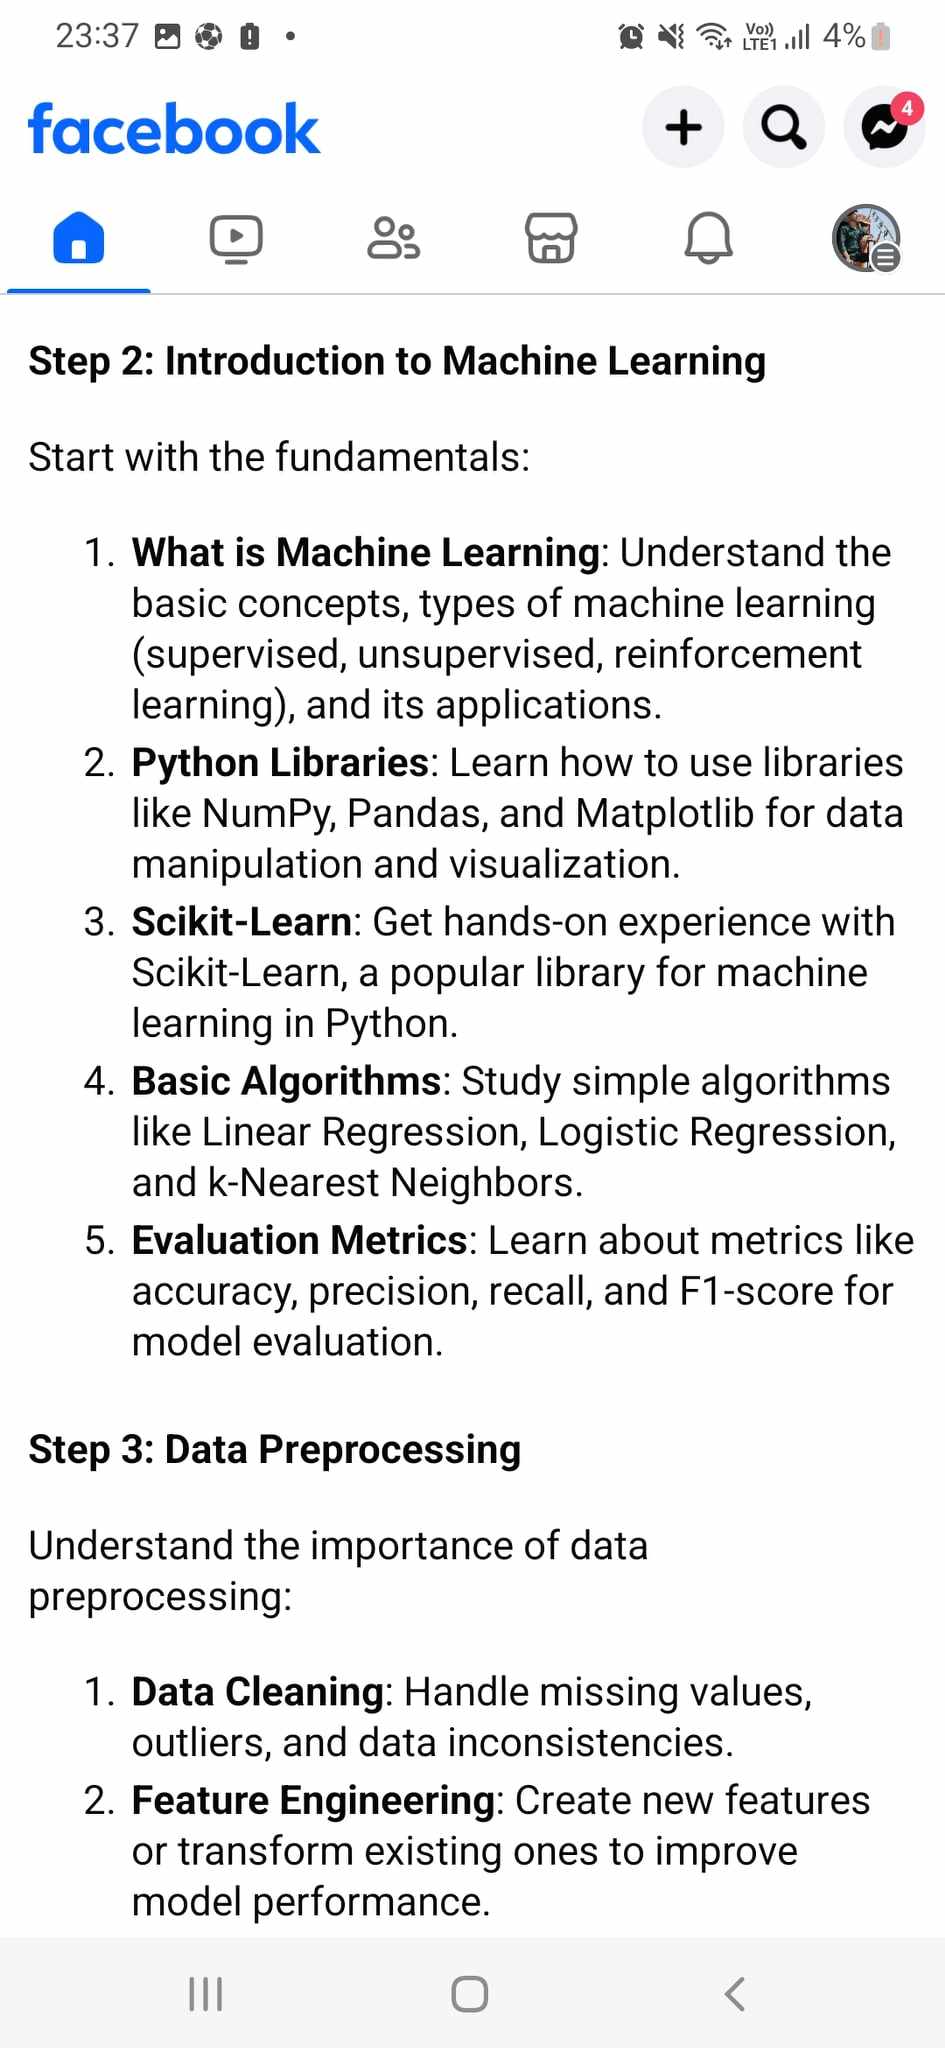 23:37
Vo))
LTE1
4%
facebook
4
Step 2: Introduction to Machine Learning
Start with the fundamentals:
1. What is Machine Learning: Understand the
basic concepts, types of machine learning
(supervised, unsupervised, reinforcement
learning), and its applications.
2. Python Libraries: Learn how to use libraries
like NumPy, Pandas, and Matplotlib for data
manipulation and visualization.
3. Scikit-Learn: Get hands-on experience with
Scikit-Learn, a popular library for machine
learning in Python.
4. Basic Algorithms: Study simple algorithms
like Linear Regression, Logistic Regression,
and k-Nearest Neighbors.
5. Evaluation Metrics: Learn about metrics like
accuracy, precision, recall, and F1-score for
model evaluation.
Step 3: Data Preprocessing
Understand the importance of data
preprocessing:
1. Data Cleaning: Handle missing values,
outliers, and data inconsistencies.
2. Feature Engineering: Create new features
or transform existing ones to improve
model performance.